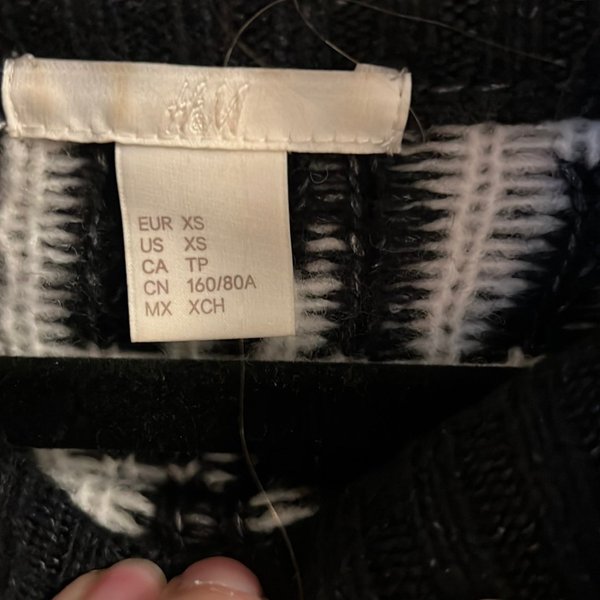 H&M
EUR XS
US XS
CA TP
CN 160/80A
MX XCH